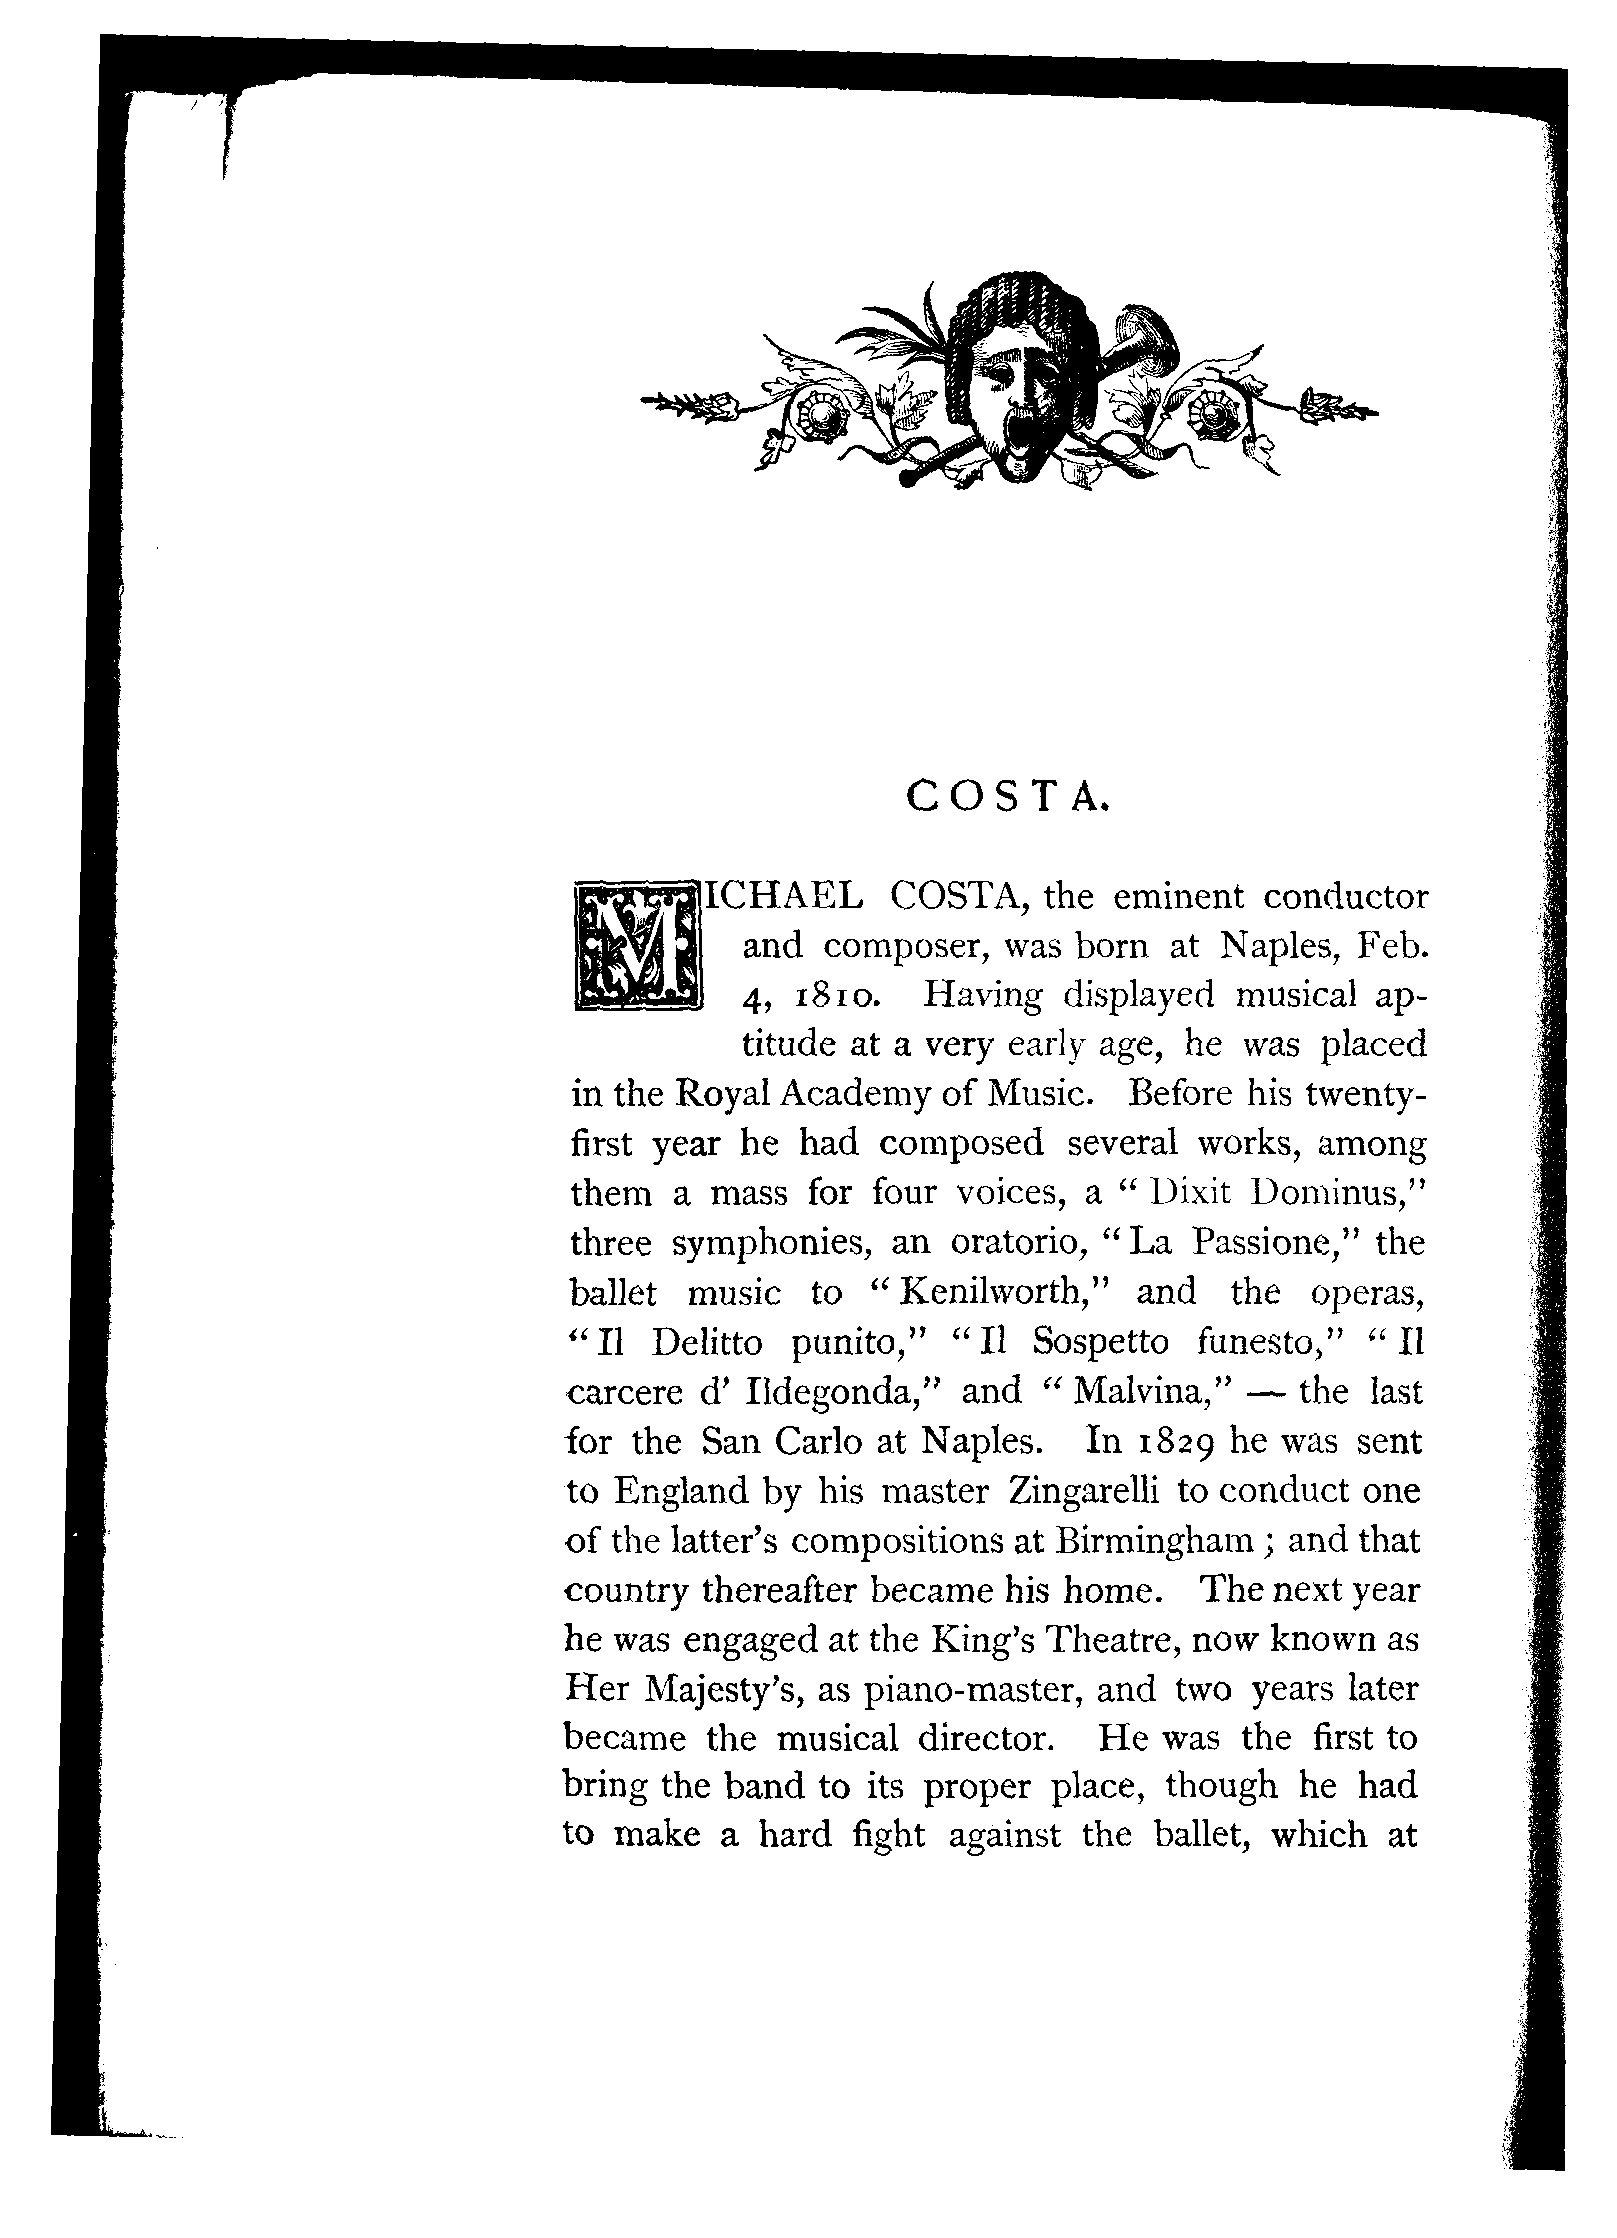 COSTA.
MICHAEL COSTA, the eminent conductor
and composer, was born at Naples, Feb.
4, 1810. Having displayed musical ap-
titude at a very early age, he was placed
in the Royal Academy of Music. Before his twenty-
first year he had composed several works, among
them a mass for four voices, a “Dixit Dominus,”
three symphonies, an oratorio, “La Passione,” the
ballet music to “Kenilworth,” and the operas,
“Il Delitto punito,” “Il Sospetto funesto,” “Il
carcere d’ Ildegonda,” and “Malvina,” — the last
for the San Carlo at Naples. In 1829 he was sent
to England by his master Zingarelli to conduct one
of the latter’s compositions at Birmingham; and that
country thereafter became his home. The next year
he was engaged at the King’s Theatre, now known as
Her Majesty’s, as piano-master, and two years later
became the musical director. He was the first to
bring the band to its proper place, though he had
to make a hard fight against the ballet, which at